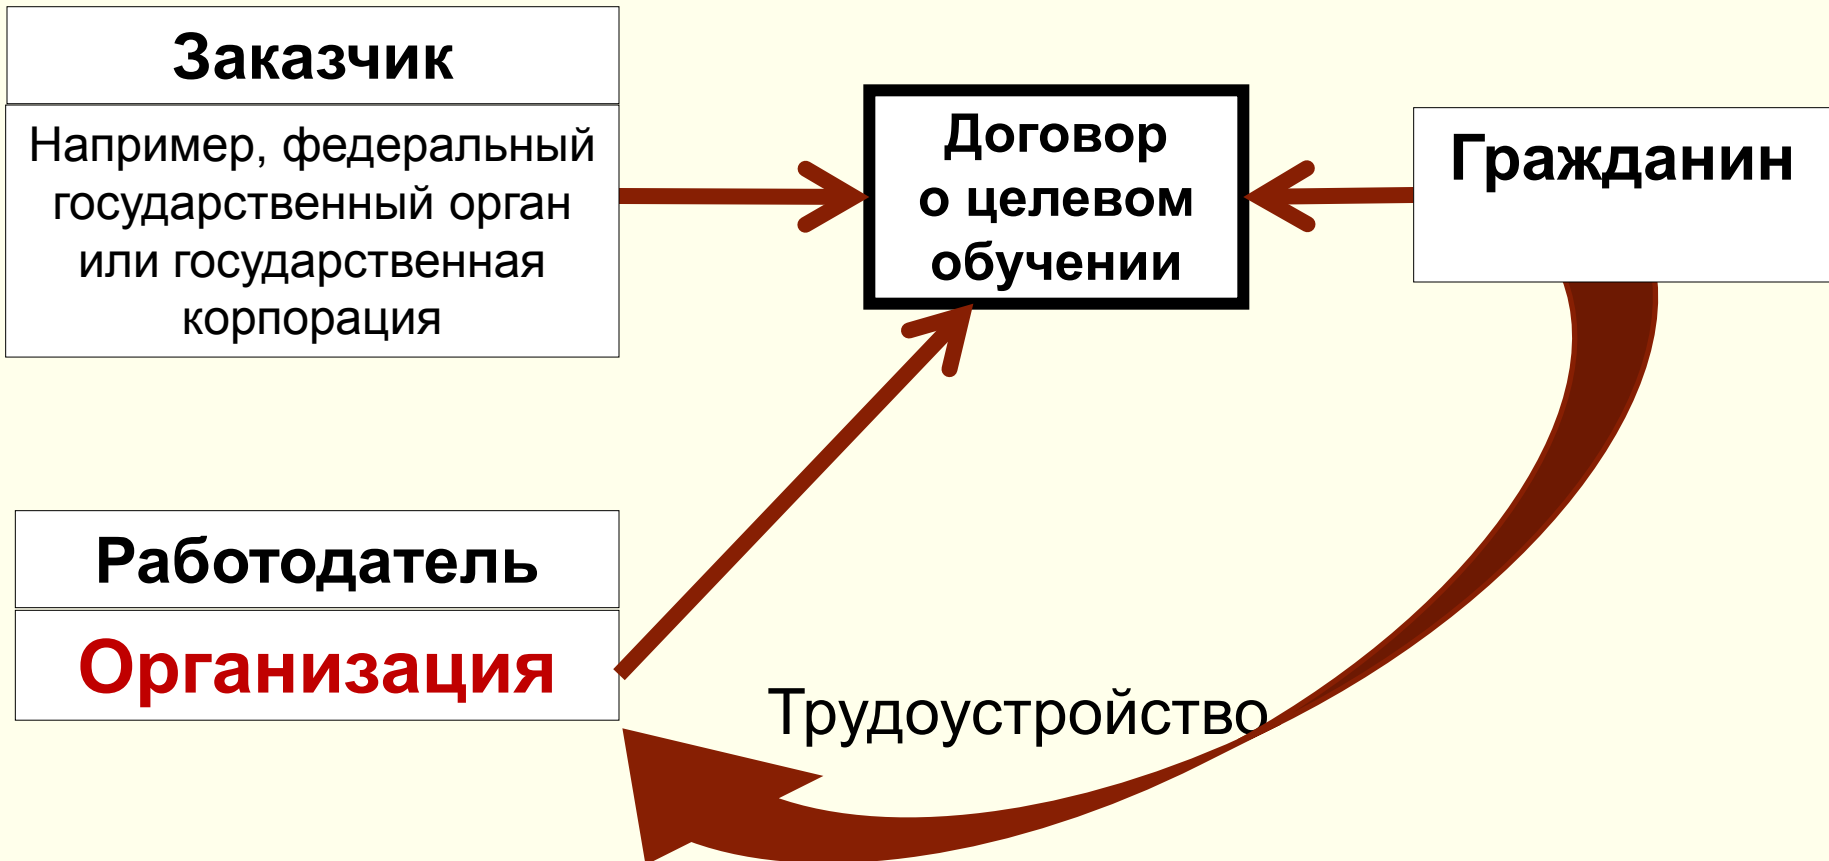 Заказчик
Например, федеральный
государственный орган
или государственная
корпорация
Договор
о целевом
обучении
Гражданин
Работодатель
Организация
Трудоустройство